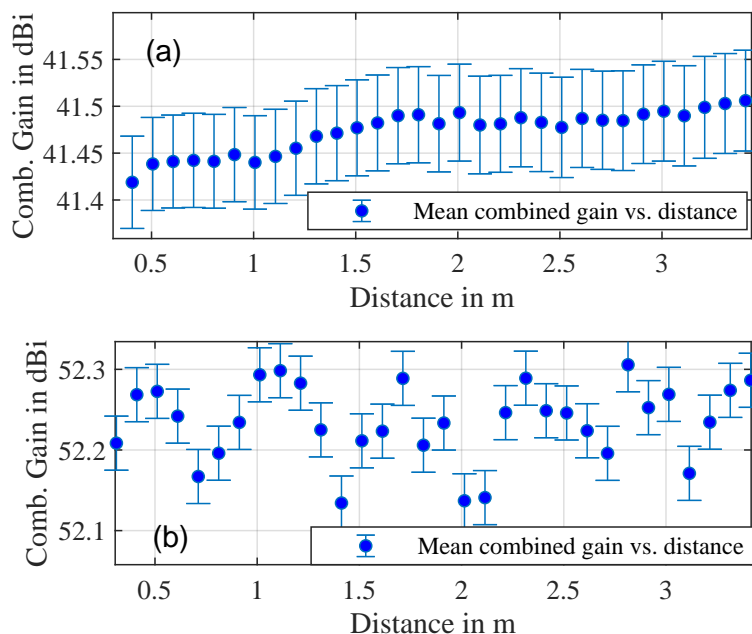 (a)
Comb. Gain in dBi
41.55
41.5
41.45
41.4
Mean combined gain vs. distance
0.5 1 1.5 2 2.5 3
Distance in m
Comb. Gain in dBi
52.3
52.2
52.1
(b)
Mean combined gain vs. distance
0.5 1 1.5 2 2.5 3
Distance in m